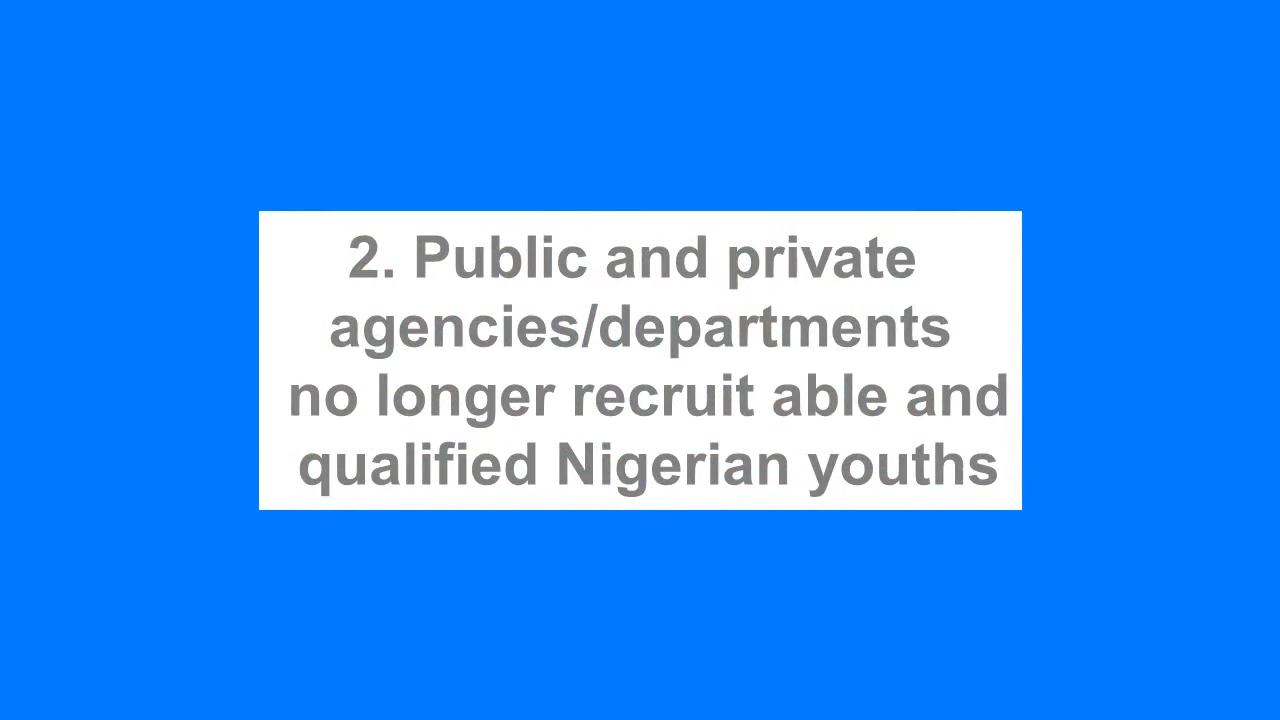 2. Public and private
agencies/departments
no longer recruit able and
qualified Nigerian youths